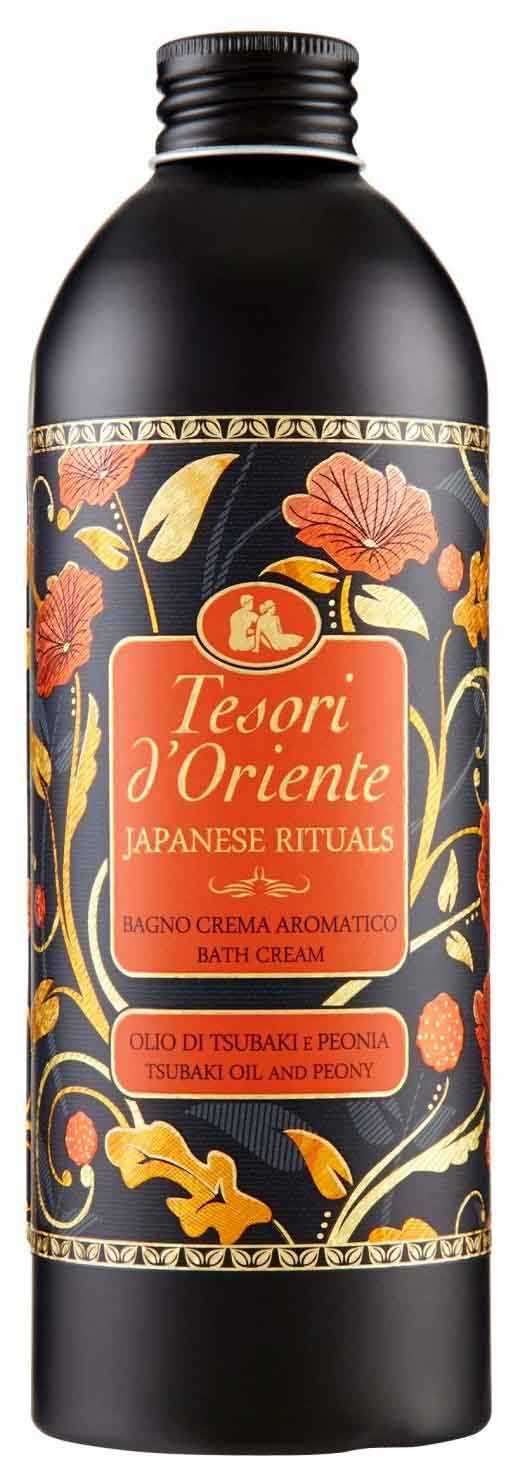 Tesori
d'Oriente
JAPANESE RITUALS
BAGNO CREMA AROMATICO
BATH CREAM
OLIO DI TSUBAKI E PEONIA
TSUBAKI OIL AND PEONY